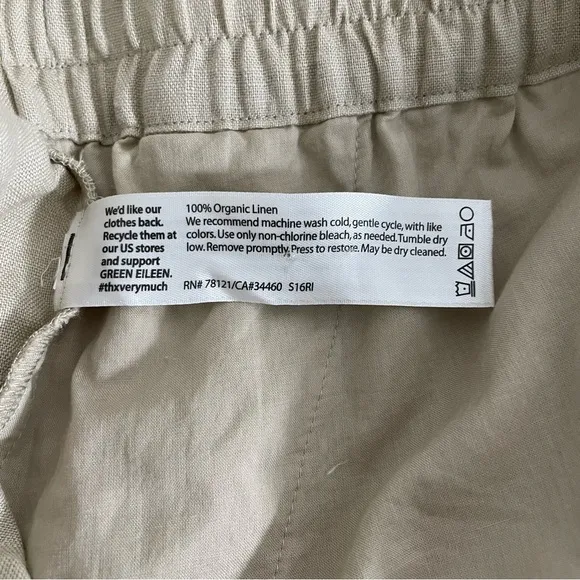 We'd like our
clothes back.
Recycle them at
our US stores
and support
GREEN EILEEN.
#thxverymuch
100% Organic Linen
We recommend machine wash cold, gentle cycle, with like
colors. Use only non-chlorine bleach, as needed. Tumble dry
low. Remove promptly. Press to restore. May be dry cleaned.
RN# 78121/CA#34460 S16RI